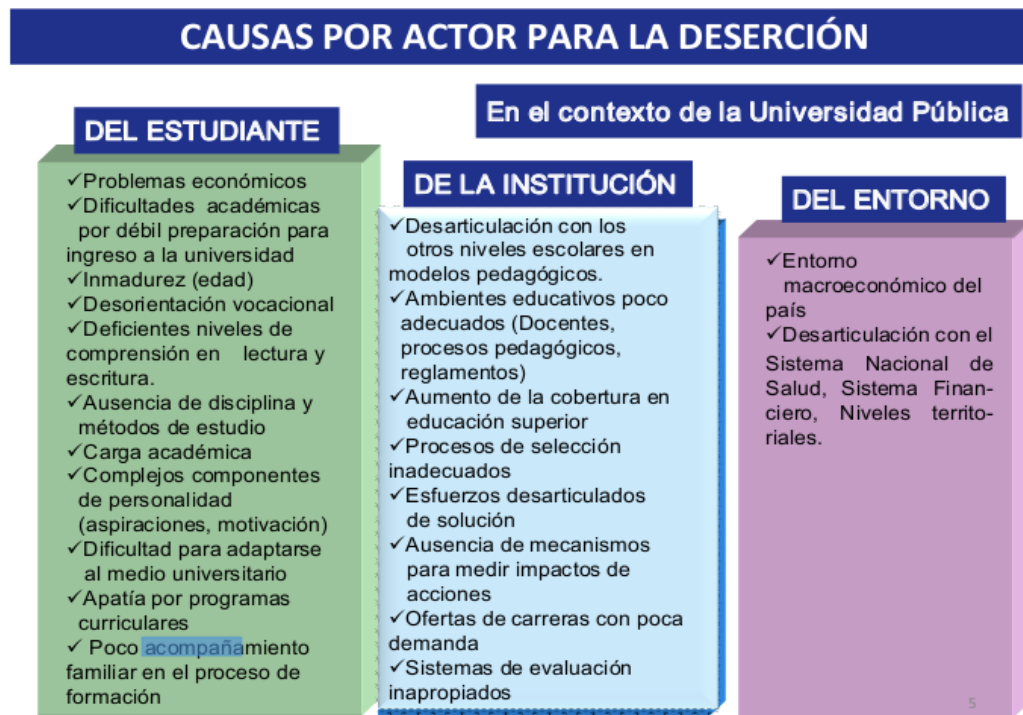 CAUSAS POR ACTOR PARA LA DESERCIÓN
En el contexto de la Universidad Pública
DEL ESTUDIANTE
✓Problemas económicos
✓Dificultades académicas
por débil preparación para
ingreso a la universidad
✓Inmadurez (edad)
✓Desorientación vocacional
✓Deficientes niveles de
comprensión en lectura y
escritura.
✓Ausencia de disciplina y
métodos de estudio
✓Carga académica
✓Complejos componentes
de personalidad
(aspiraciones, motivación)
✓Dificultad para adaptarse
al medio universitario
✓Apatía por programas
curriculares
✓ Poco acompañamiento
familiar en el proceso de
formación
DE LA INSTITUCIÓN
✓Desarticulación con los
otros niveles escolares en
modelos pedagógicos.
✓Ambientes educativos poco
adecuados (Docentes,
procesos pedagógicos,
reglamentos)
✓Aumento de la cobertura en
educación superior
✓Procesos de selección
inadecuados
✓Esfuerzos desarticulados
de solución
✓Ausencia de mecanismos
para medir impactos de
acciones
✓Ofertas de carreras con poca
demanda
✓Sistemas de evaluación
inapropiados
DEL ENTORNO
✓Entorno
macroeconómico del
país
✓Desarticulación con el
Sistema Nacional de
Salud, Sistema Finan-
ciero, Niveles territo-
riales.
5